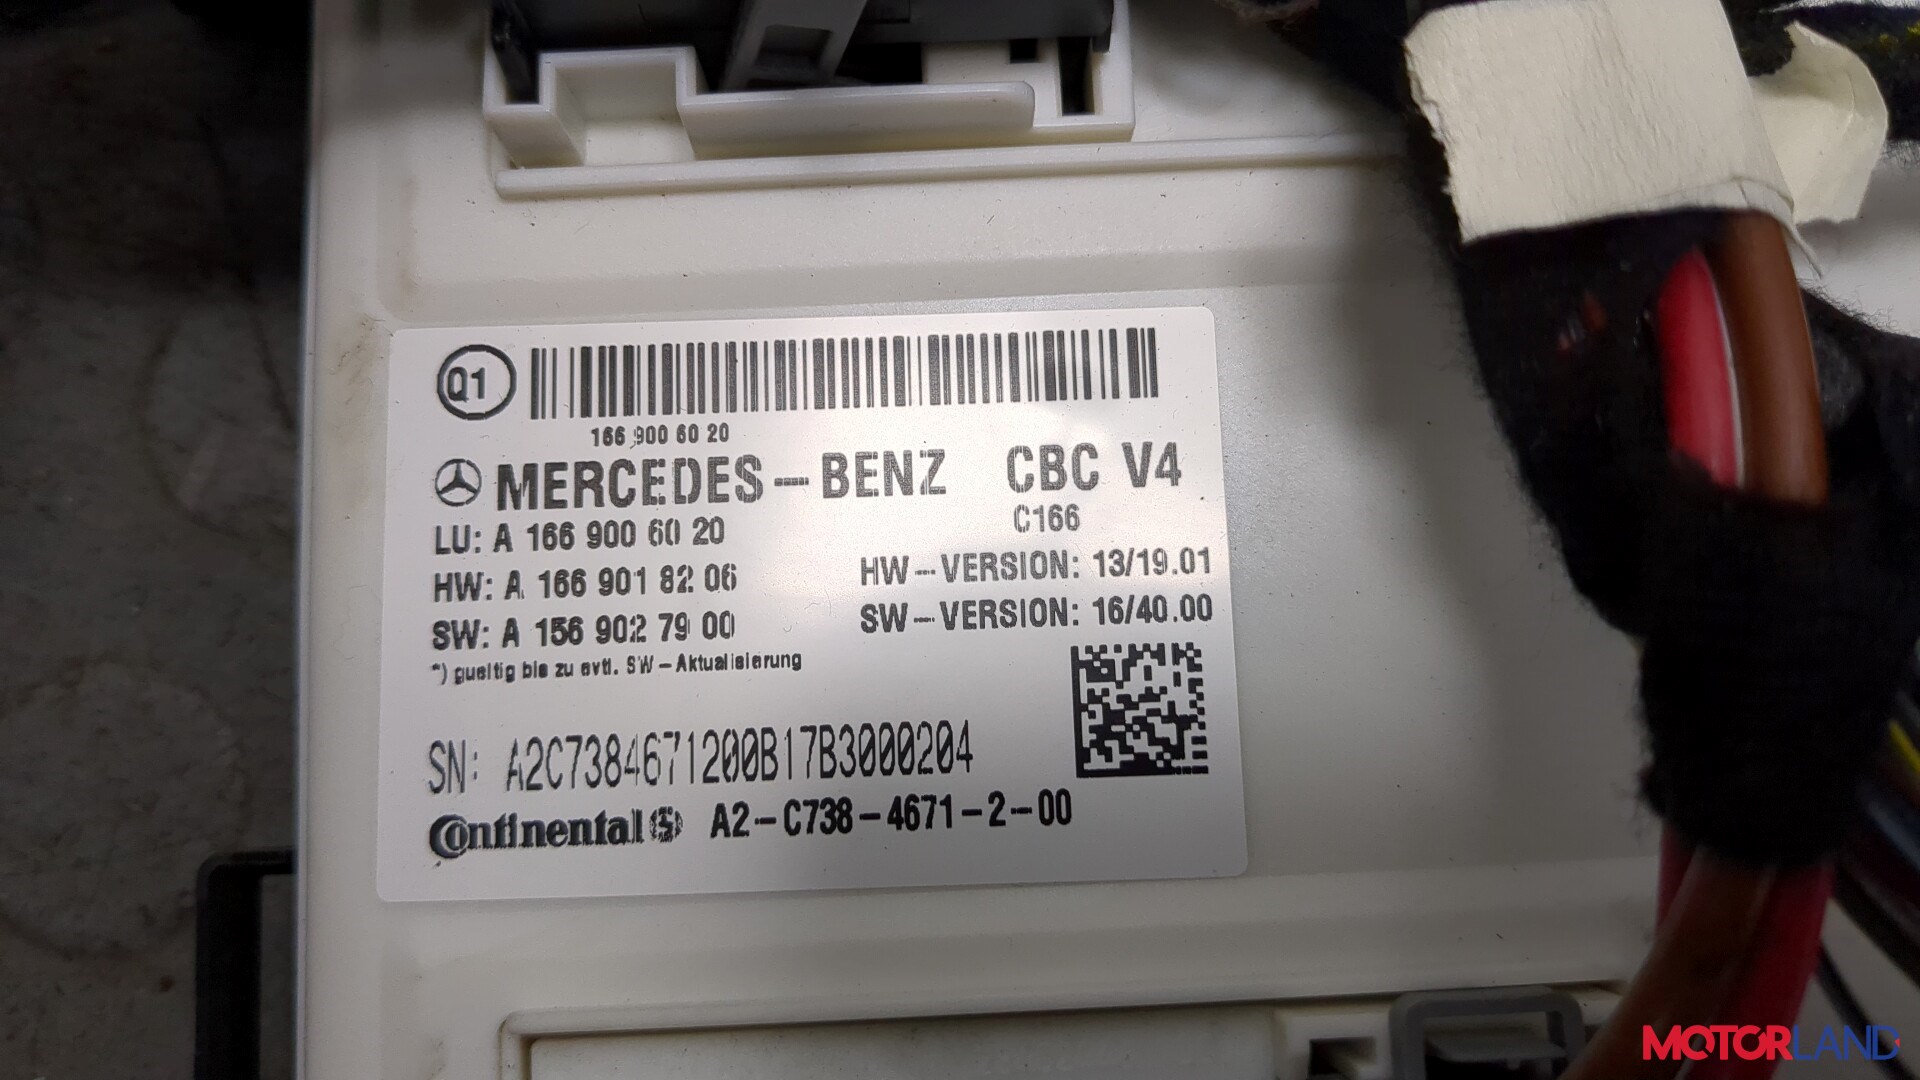 Q1
166 900 60 20
MERCEDES-BENZ CBC V4
C166
LU: A 166 900 60 20
HW: A 166 901 82 06 HW-VERSION: 13/19.01
SW: A 156 902 79 00 SW-VERSION: 16/40.00
*) gueltig bis zu evtl. SW-Aktualisierung
SN: A2C7384671200B17B3000204
Continental A2-C738-4671-2-00
MOTORLAND